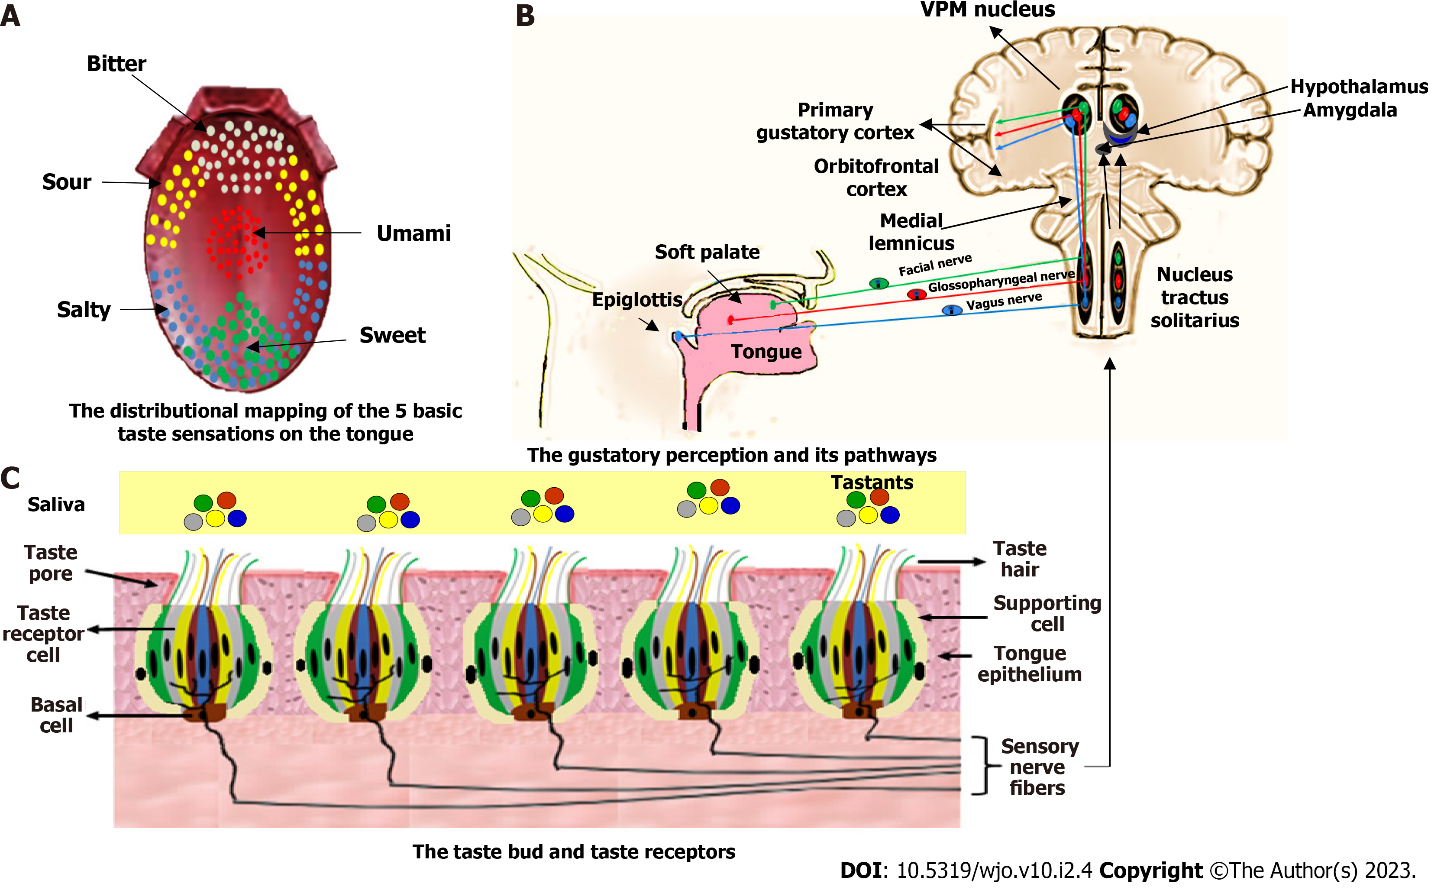 A
Bitter
Sour
Umami
Salty
Sweet
The distributional mapping of the 5 basic
taste sensations on the tongue
B
VPM nucleus
Hypothalamus
Amygdala
Primary
gustatory cortex
Orbitofrontal
cortex
Medial
lemnicus
Soft palate
Facial nerve
Glossopharyngeal nerve
Vagus nerve
Epiglottis
Tongue
Nucleus
tractus
solitarius
The gustatory perception and its pathways
C
Saliva
Tastants
Taste
pore
Taste
receptor
cell
Basal
cell
Taste
hair
Supporting
cell
Tongue
epithelium
Sensory
nerve
fibers
The taste bud and taste receptors
DOI: 10.5319/wjo.v10.i2.4 Copyright ©The Author(s) 2023.